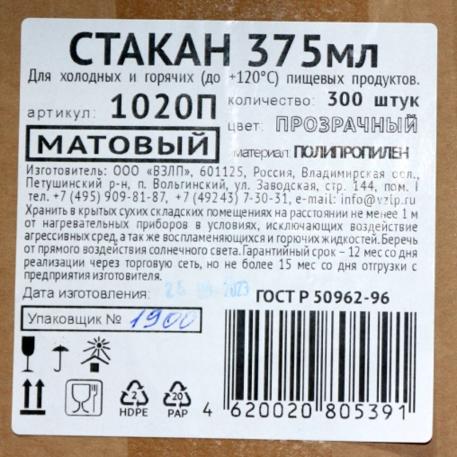 СТАКАН 375мл
Для холодных и горячих (до +120°С) пищевых продуктов.
артикул: 1020П количество: 300 штук
МАТОВЫЙ цвет: ПРОЗРАЧНЫЙ
материал: ПОЛИПРОПИЛЕН
Изготовитель: ООО «ВЗЛП», 601125, Россия, Владимирская обл.,
Петушинский р-н, п. Вольгинский, ул. Заводская, стр. 144, пом. I
тел. +7 (495) 909-81-87, +7 (49243) 7-30-31, e-mail: info@vzlp.ru
Хранить в крытых сухих складских помещениях на расстоянии не менее 1 м
от нагревательных приборов в условиях, исключающих воздействие
агрессивных сред, а так же воспламеняющихся и горючих жидкостей. Беречь
от прямого воздействия солнечного света. Гарантийный срок – 12 мес со дня
реализации через торговую сеть, но не более 15 мес со дня отгрузки с
предприятия изготовителя.
Дата изготовления: 2023 ГОСТ Р 50962-96
Упаковщик № 1900
2 HDPE 20 PAP
4 620020 805391